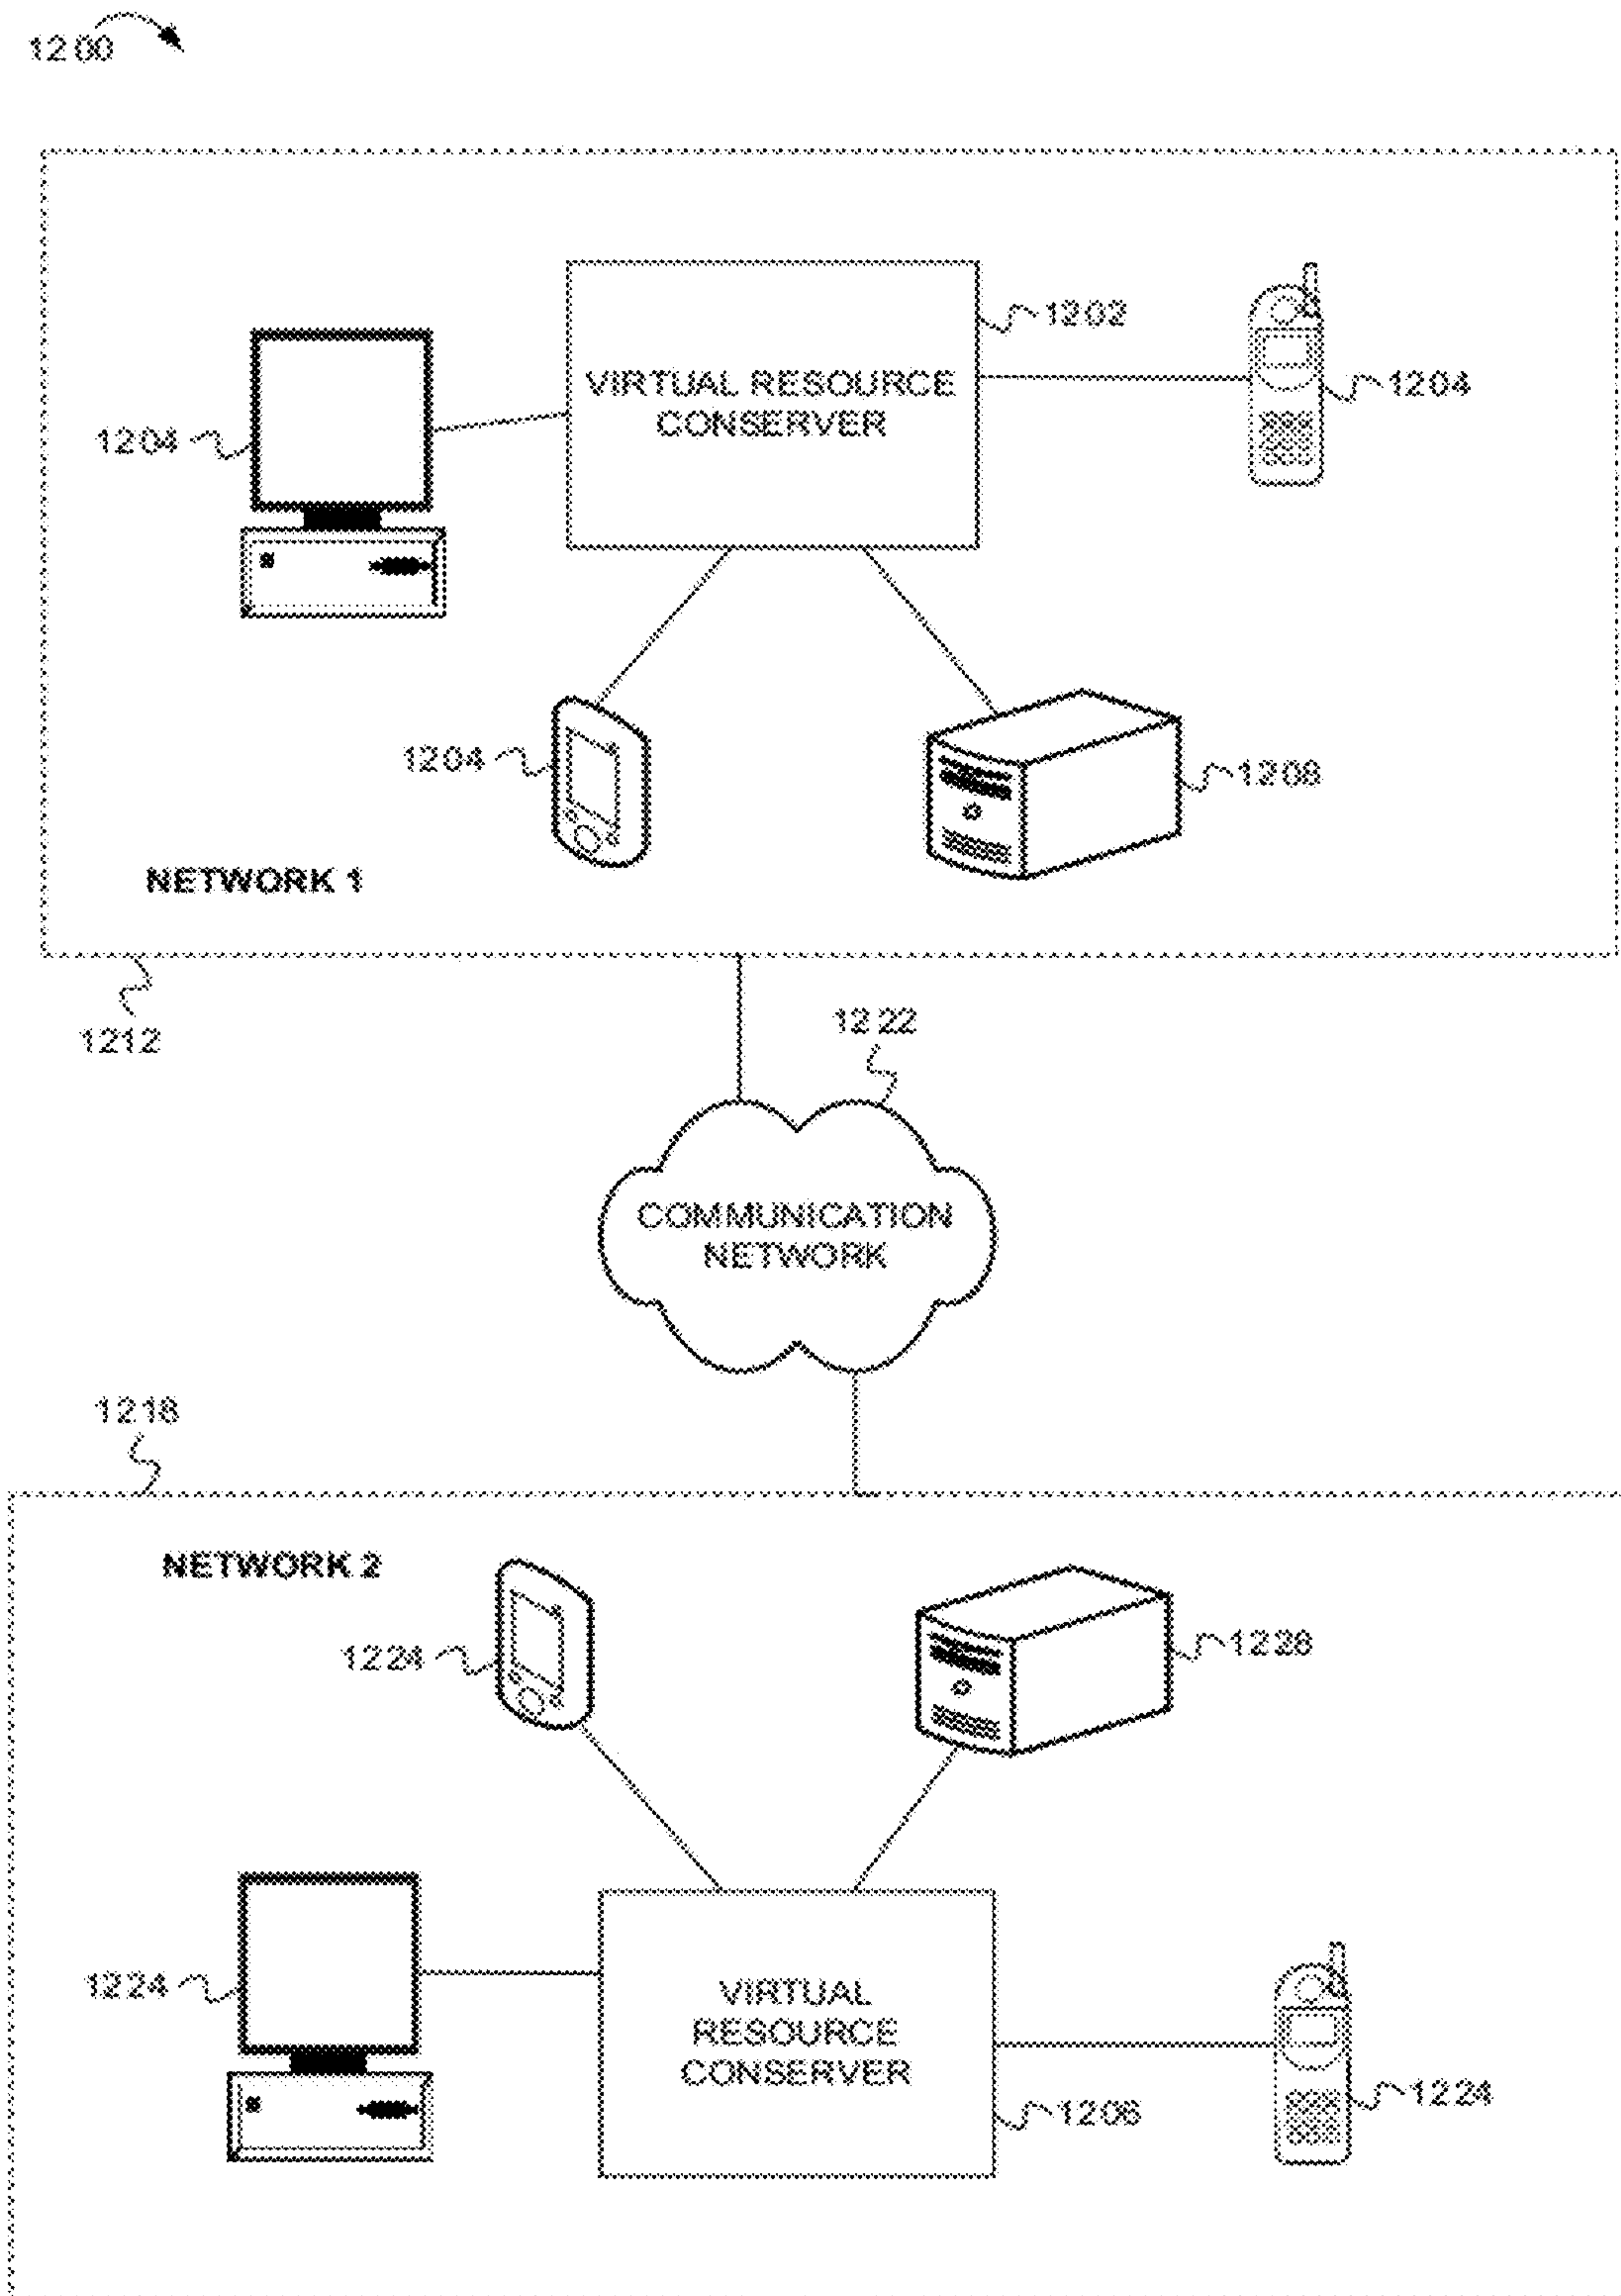 1200
1202
VIRTUAL RESOURCE
CONSERVER
1204
1204
1204
1208
NETWORK 1
1212
1222
COMMUNICATION
NETWORK
1218
NETWORK 2
1224
1228
1224
VIRTUAL
RESOURCE
CONSERVER
1224
1206